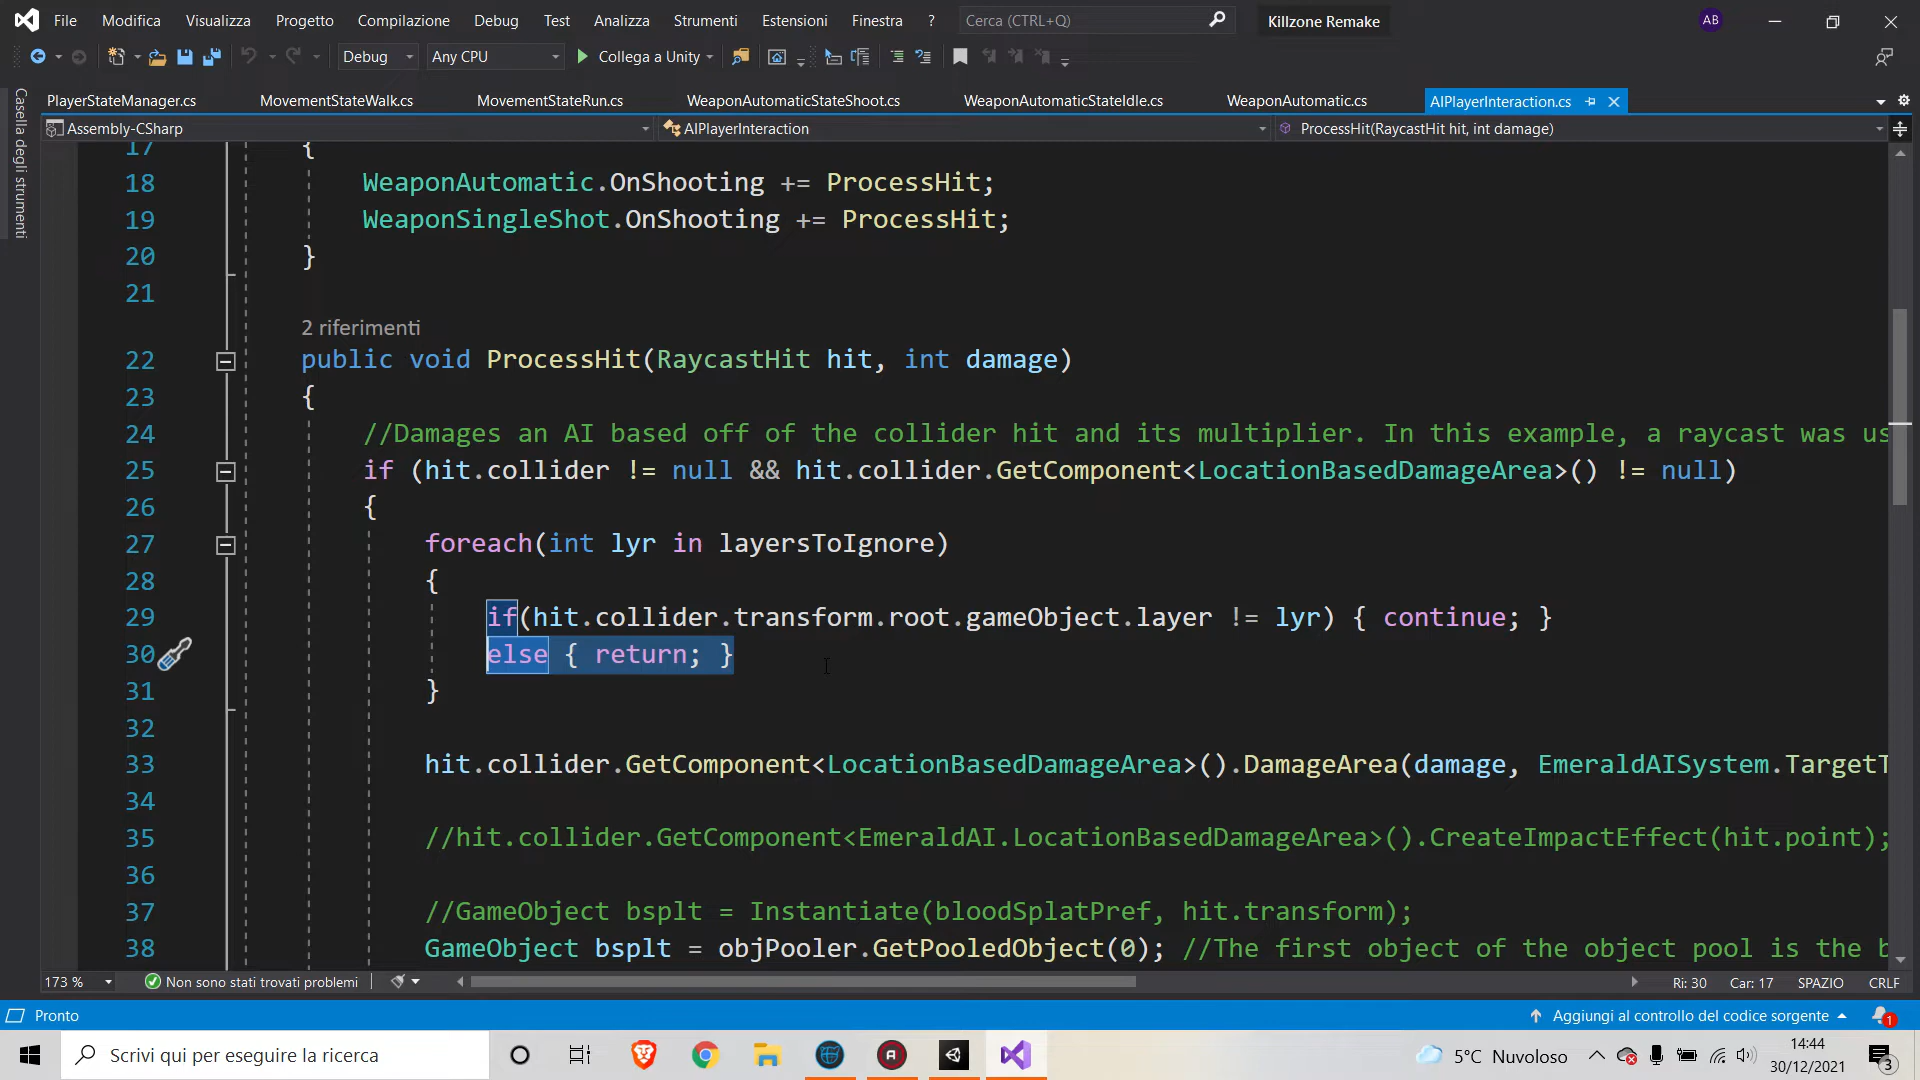 File Modifica Visualizza Progetto Compilazione Debug Test Analizza Strumenti Estensioni Finestra ? Cerca (CTRL+Q) Killzone Remake AB
Debug Any CPU Collega a Unity
PlayerStateManager.cs MovementStateWalk.cs MovementStateRun.cs WeaponAutomaticStateShoot.cs WeaponAutomaticStateIdle.cs WeaponAutomatic.cs AIPlayerInteraction.cs
Casella degli strumenti
Assembly-CSharp AIPlayerInteraction ProcessHit(RaycastHit hit, int damage)
17 {
18 WeaponAutomatic.OnShooting += ProcessHit;
19 WeaponSingleShot.OnShooting += ProcessHit;
20 }
21
2 riferimenti
22 public void ProcessHit(RaycastHit hit, int damage)
23 {
24 //Damages an AI based off of the collider hit and its multiplier. In this example, a raycast was us
25 if (hit.collider != null && hit.collider.GetComponent<LocationBasedDamageArea>() != null)
26 {
27 foreach(int lyr in layersToIgnore)
28 {
29 if(hit.collider.transform.root.gameObject.layer != lyr) { continue; }
30 else { return; }
31 }
32
33 hit.collider.GetComponent<LocationBasedDamageArea>().DamageArea(damage, EmeraldAISystem.TargetT
34
35 //hit.collider.GetComponent<EmeraldAI.LocationBasedDamageArea>().CreateImpactEffect(hit.point);
36
37 //GameObject bsplt = Instantiate(bloodSplatPref, hit.transform);
38 GameObject bsplt = objPooler.GetPooledObject(0); //The first object of the object pool is the b
173 % Non sono stati trovati problemi Ri: 30 Car: 17 SPAZIO CRLF
Pronto Aggiungi al controllo del codice sorgente 1
Scrivi qui per eseguire la ricerca 5°C Nuvoloso 14:44
30/12/2021 3